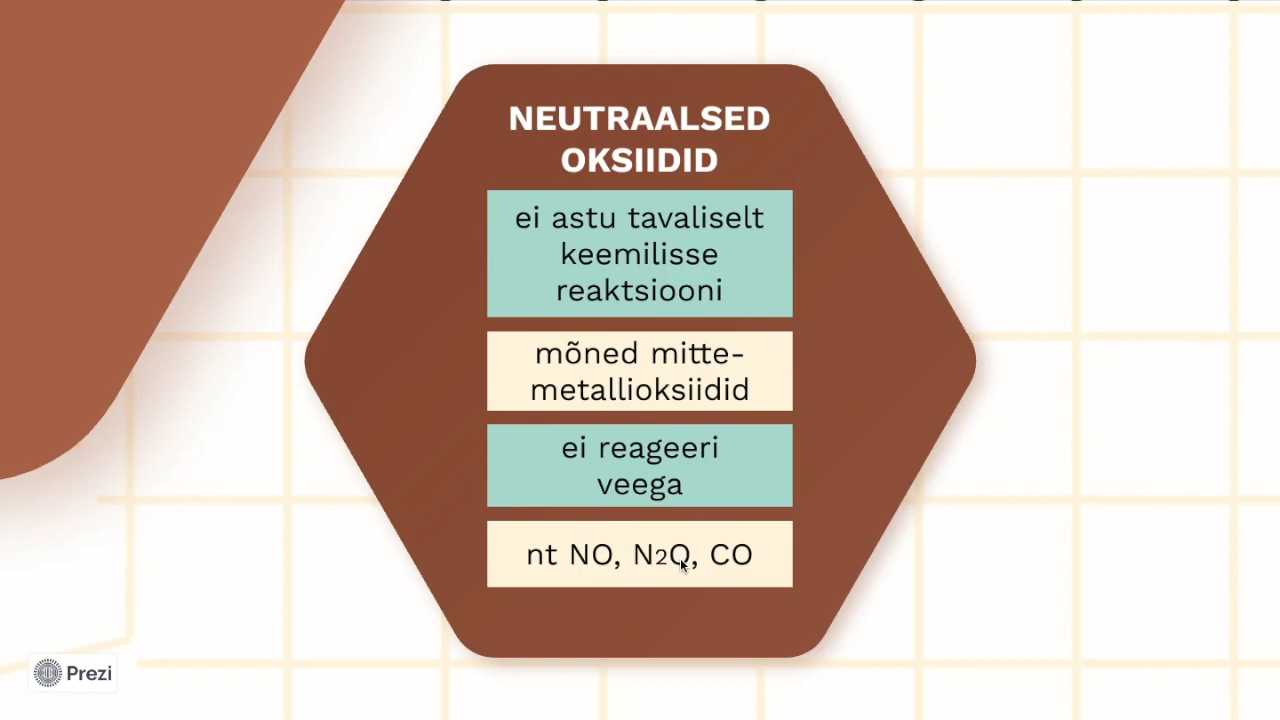 NEUTRAALSED
OKSIIDID
ei astu tavaliselt
keemilisse
reaktsiooni
mõned mitte-
metallioksiidid
ei reageeri
veega
nt NO, N2O, CO
Prezi